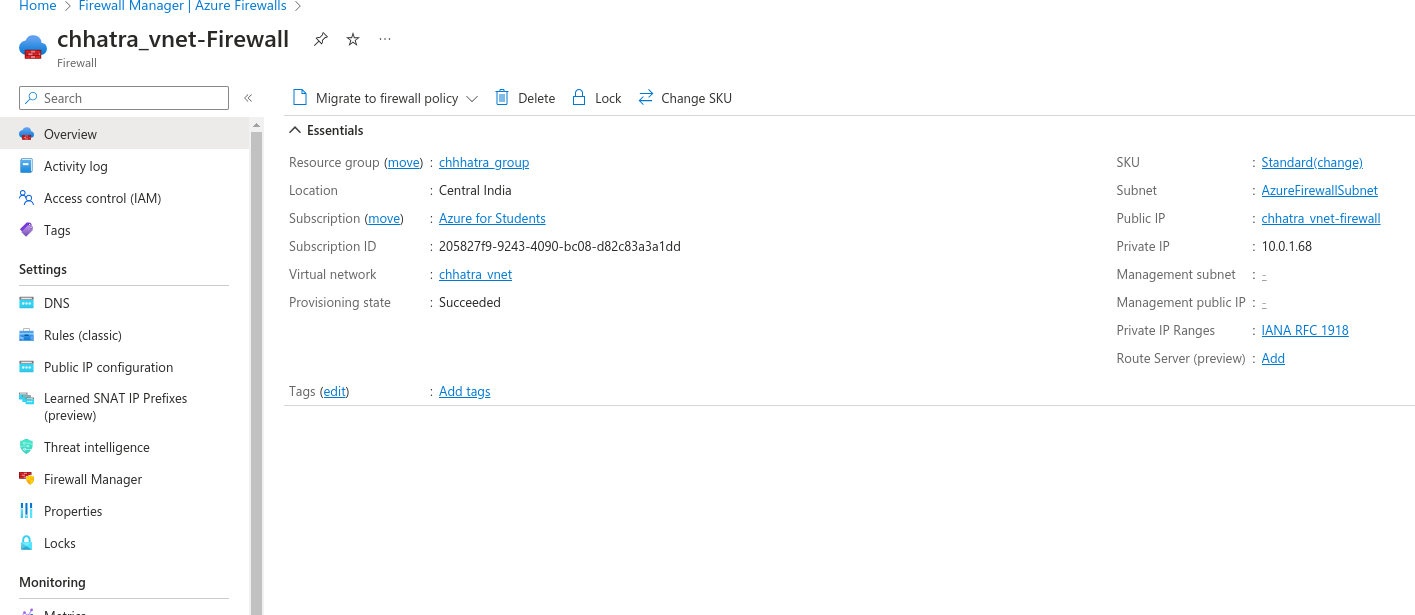 Home > Firewall Manager | Azure Firewalls >
chhatra_vnet-Firewall
Firewall
Search
Overview
Activity log
Access control (IAM)
Tags
Settings
DNS
Rules (classic)
Public IP configuration
Learned SNAT IP Prefixes
(preview)
Threat intelligence
Firewall Manager
Properties
Locks
Monitoring
Metrics
Migrate to firewall policy Delete Lock Change SKU
Essentials
Resource group (move) : chhhatra_group
Location : Central India
Subscription (move) : Azure for Students
Subscription ID : 205827f9-9243-4090-bc08-d82c83a3a1dd
Virtual network : chhatra_vnet
Provisioning state : Succeeded
SKU : Standard(change)
Subnet : AzureFirewallSubnet
Public IP : chhatra_vnet-firewall
Private IP : 10.0.1.68
Management subnet : -
Management public IP : -
Private IP Ranges : IANA RFC 1918
Route Server (preview) : Add
Tags (edit) : Add tags